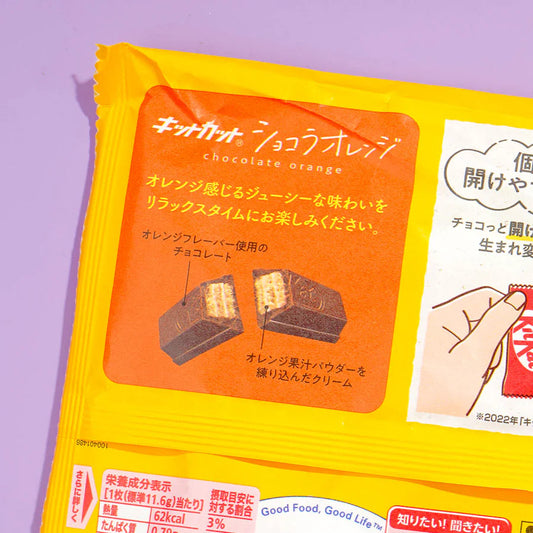 キットカット® ショコラオレンジ
chocolate orange
オレンジ感じるジューシーな味わいを
リラックスタイムにお楽しみください。
オレンジフレーバー使用の
チョコレート
オレンジ果汁パウダーを
練り込んだクリーム
個
開けやす
チョコっと開け
生まれ変
※2022年「キ
100401486
さらに詳しく
栄養成分表示
[1枚(標準11.6g)当たり]
摂取目安に
対する割合
熱量 62kcal 3%
たんぱく質
Good Food, Good Life™
知りたい! 聞きたい!